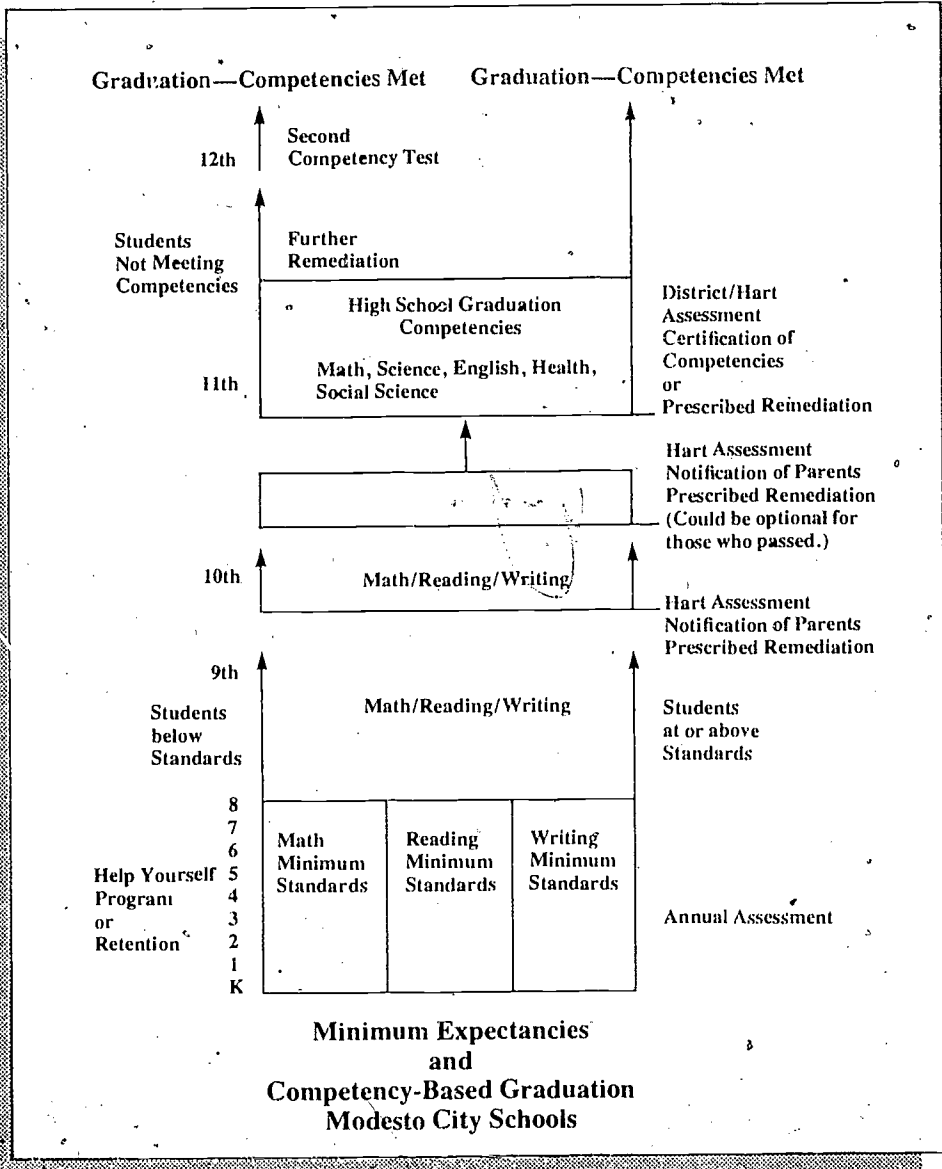 Graduation—Competencies Met
Graduation—Competencies Met
12th
Second
Competency Test
Students
Not Meeting
Competencies
Further
Remediation
High School Graduation
Competencies
Math, Science, English, Health,
Social Science
11th
District/Hart
Assessment
Certification of
Competencies
or
Prescribed Remediation
Hart Assessment
Notification of Parents
Prescribed Remediation
(Could be optional for
those who passed.)
10th
Math/Reading/Writing
Hart Assessment
Notification of Parents
Prescribed Remediation
9th
Students
below
Standards
Math/Reading/Writing
Students
at or above
Standards
8
7
6
5
4
3
2
1
K
Help Yourself
Program
or
Retention
Math
Minimum
Standards
Reading
Minimum
Standards
Writing
Minimum
Standards
Annual Assessment
Minimum Expectancies
and
Competency-Based Graduation
Modesto City Schools